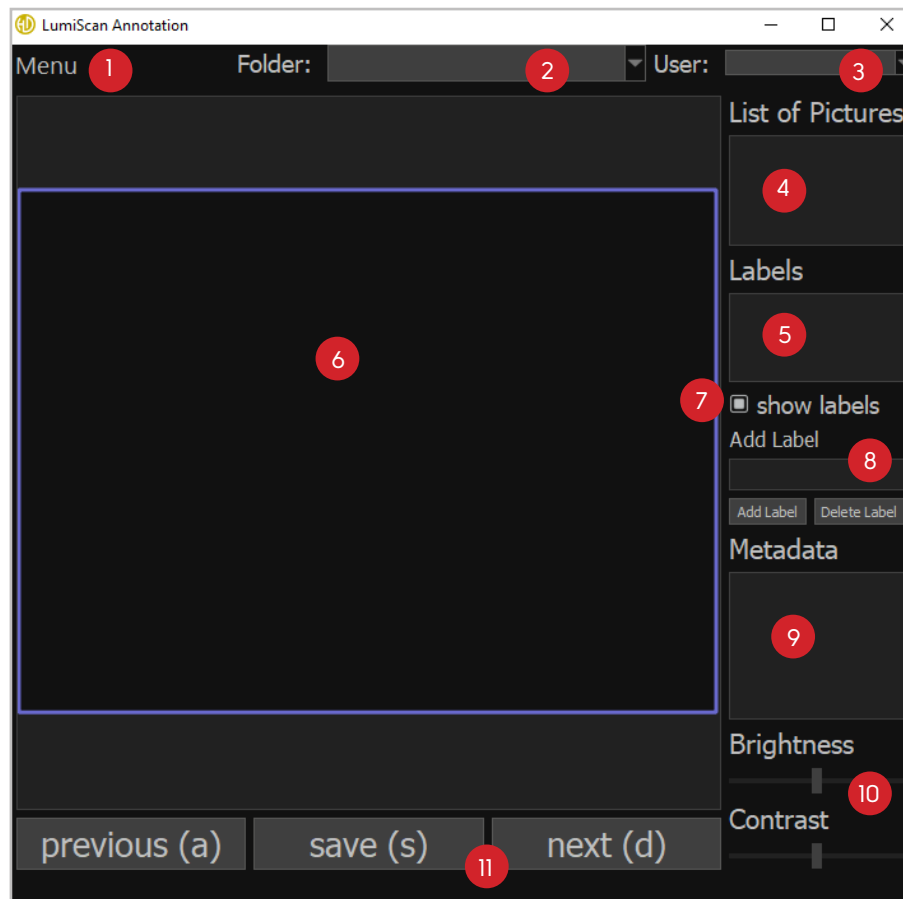 LumiScan Annotation
Menu 1 Folder: 2 User: 3
List of Pictures
4
Labels
5
6
7 show labels
Add Label
8
Add Label Delete Label
Metadata
9
Brightness
10
Contrast
previous (a) save (s) next (d)
11